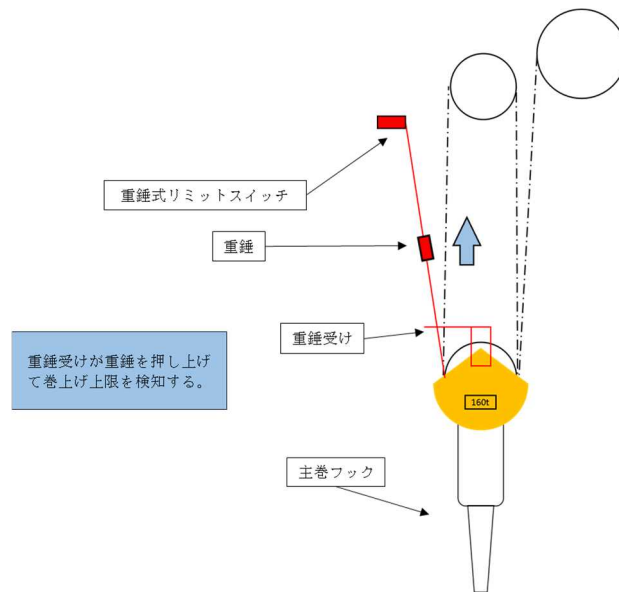 重錘式リミットスイッチ
重錘
重錘受け
重錘受けが重錘を押し上げ
て巻上げ上限を検知する。
160t
主巻フック